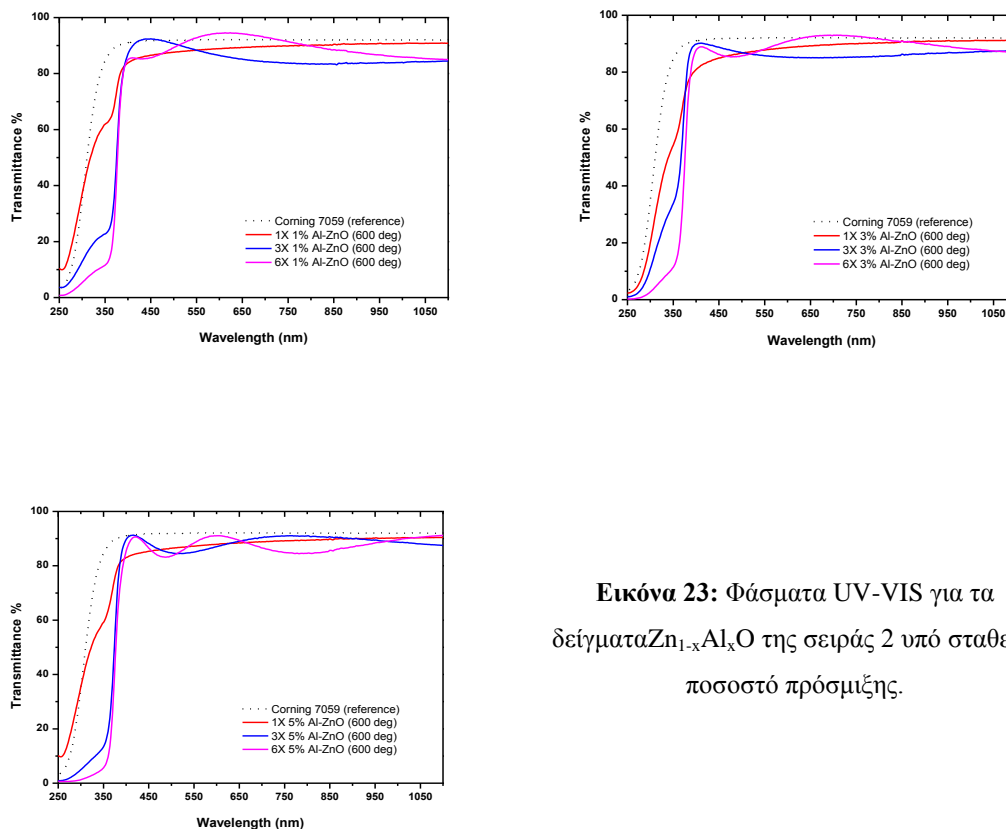 100
80
60
40
20
0
Transmittance %
Corning 7059 (reference)
1X 1% Al-ZnO (600 deg)
3X 1% Al-ZnO (600 deg)
6X 1% Al-ZnO (600 deg)
250 350 450 550 650 750 850 950 1050
Wavelength (nm)
100
80
60
40
20
0
Transmittance %
Corning 7059 (reference)
1X 3% Al-ZnO (600 deg)
3X 3% Al-ZnO (600 deg)
6X 3% Al-ZnO (600 deg)
250 350 450 550 650 750 850 950 1050
Wavelength (nm)
100
80
60
40
20
0
Transmittance %
Corning 7059 (reference)
1X 5% Al-ZnO (600 deg)
3X 5% Al-ZnO (600 deg)
6X 5% Al-ZnO (600 deg)
250 350 450 550 650 750 850 950 1050
Wavelength (nm)
Εικόνα 23: Φάσματα UV-VIS για τα
δείγματαZn1-xAlxO της σειράς 2 υπό
ποσοστό πρόσμιξης.